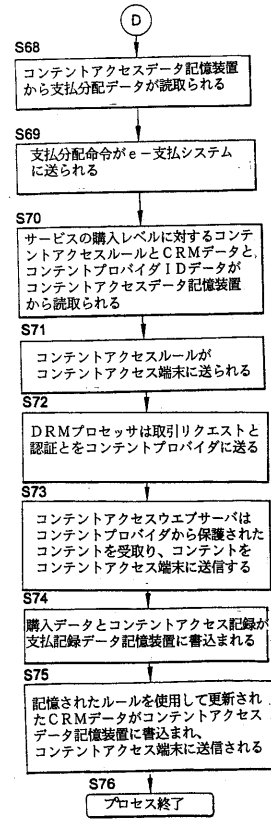 D
S68
コンテントアクセスデータ記憶装置
から支払分配データが読取られる
S69
支払分配命令がe－支払システム
に送られる
S70
サービスの購入レベルに対するコンテ
ントアクセスルールとCRMデータと,
コンテントプロバイダIDデータが
コンテントアクセスデータ記憶装置
から読取られる
S71
コンテントアクセスルールが
コンテントアクセス端末に送られる
S72
DRMプロセッサは取引リクエストと
認証とをコンテントプロバイダに送る
S73
コンテントアクセスウエブサーバは
コンテントプロバイダから保護された
コンテントを受取り、コンテントを
コンテントアクセス端末に送信する
S74
購入データとコンテントアクセス記録が
支払記録データ記憶装置に書込まれる
S75
記憶されたルールを使用して更新され
たCRMデータがコンテントアクセス
データ記憶装置に書込まれ、
コンテントアクセス端末に送信される
S76
プロセス終了